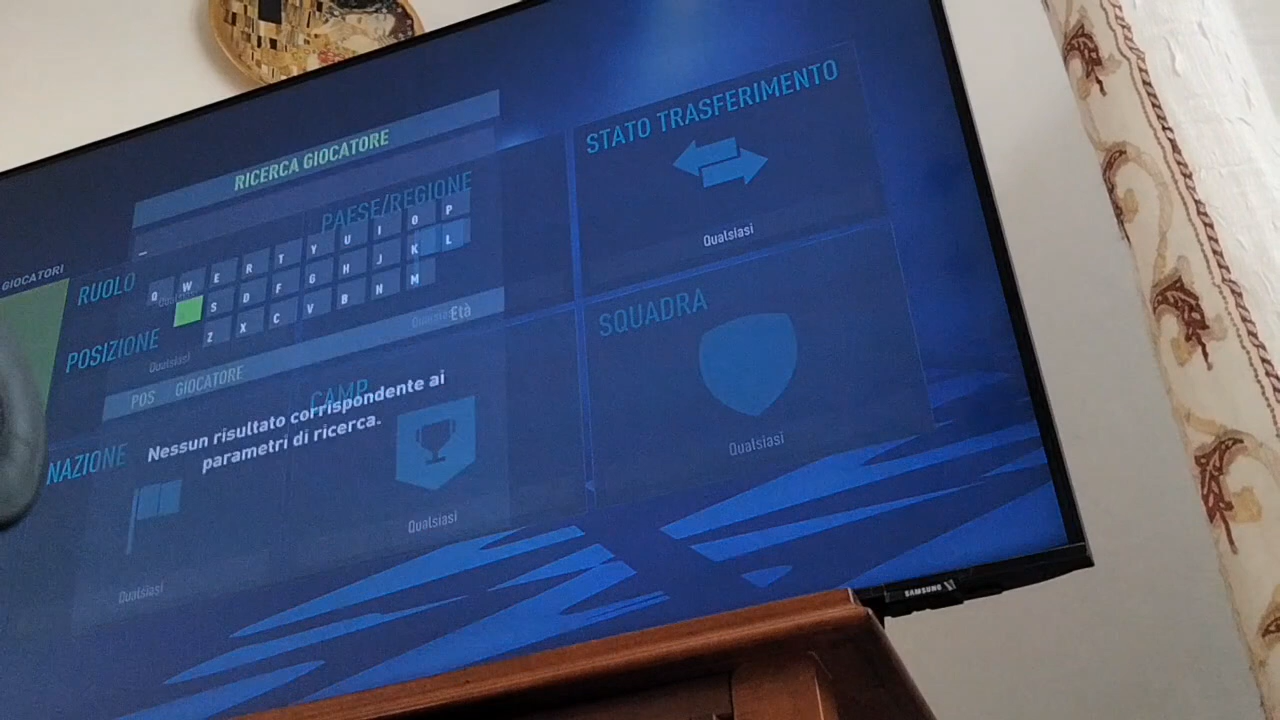 RICERCA GIOCATORE
STATO TRASFERIMENTO
Qualsiasi
PAESE/REGIONE
GIOCATORI
RUOLO
Q W E R T Y U I O P
S D F G H J K L
Z X C V B N M
POSIZIONE
Qualsiasi
Età
SQUADRA
Qualsiasi
POS GIOCATORE
CAMP
Nessun risultato corrispondente ai
parametri di ricerca.
NAZIONE
Qualsiasi
Qualsiasi
SAMSUNG